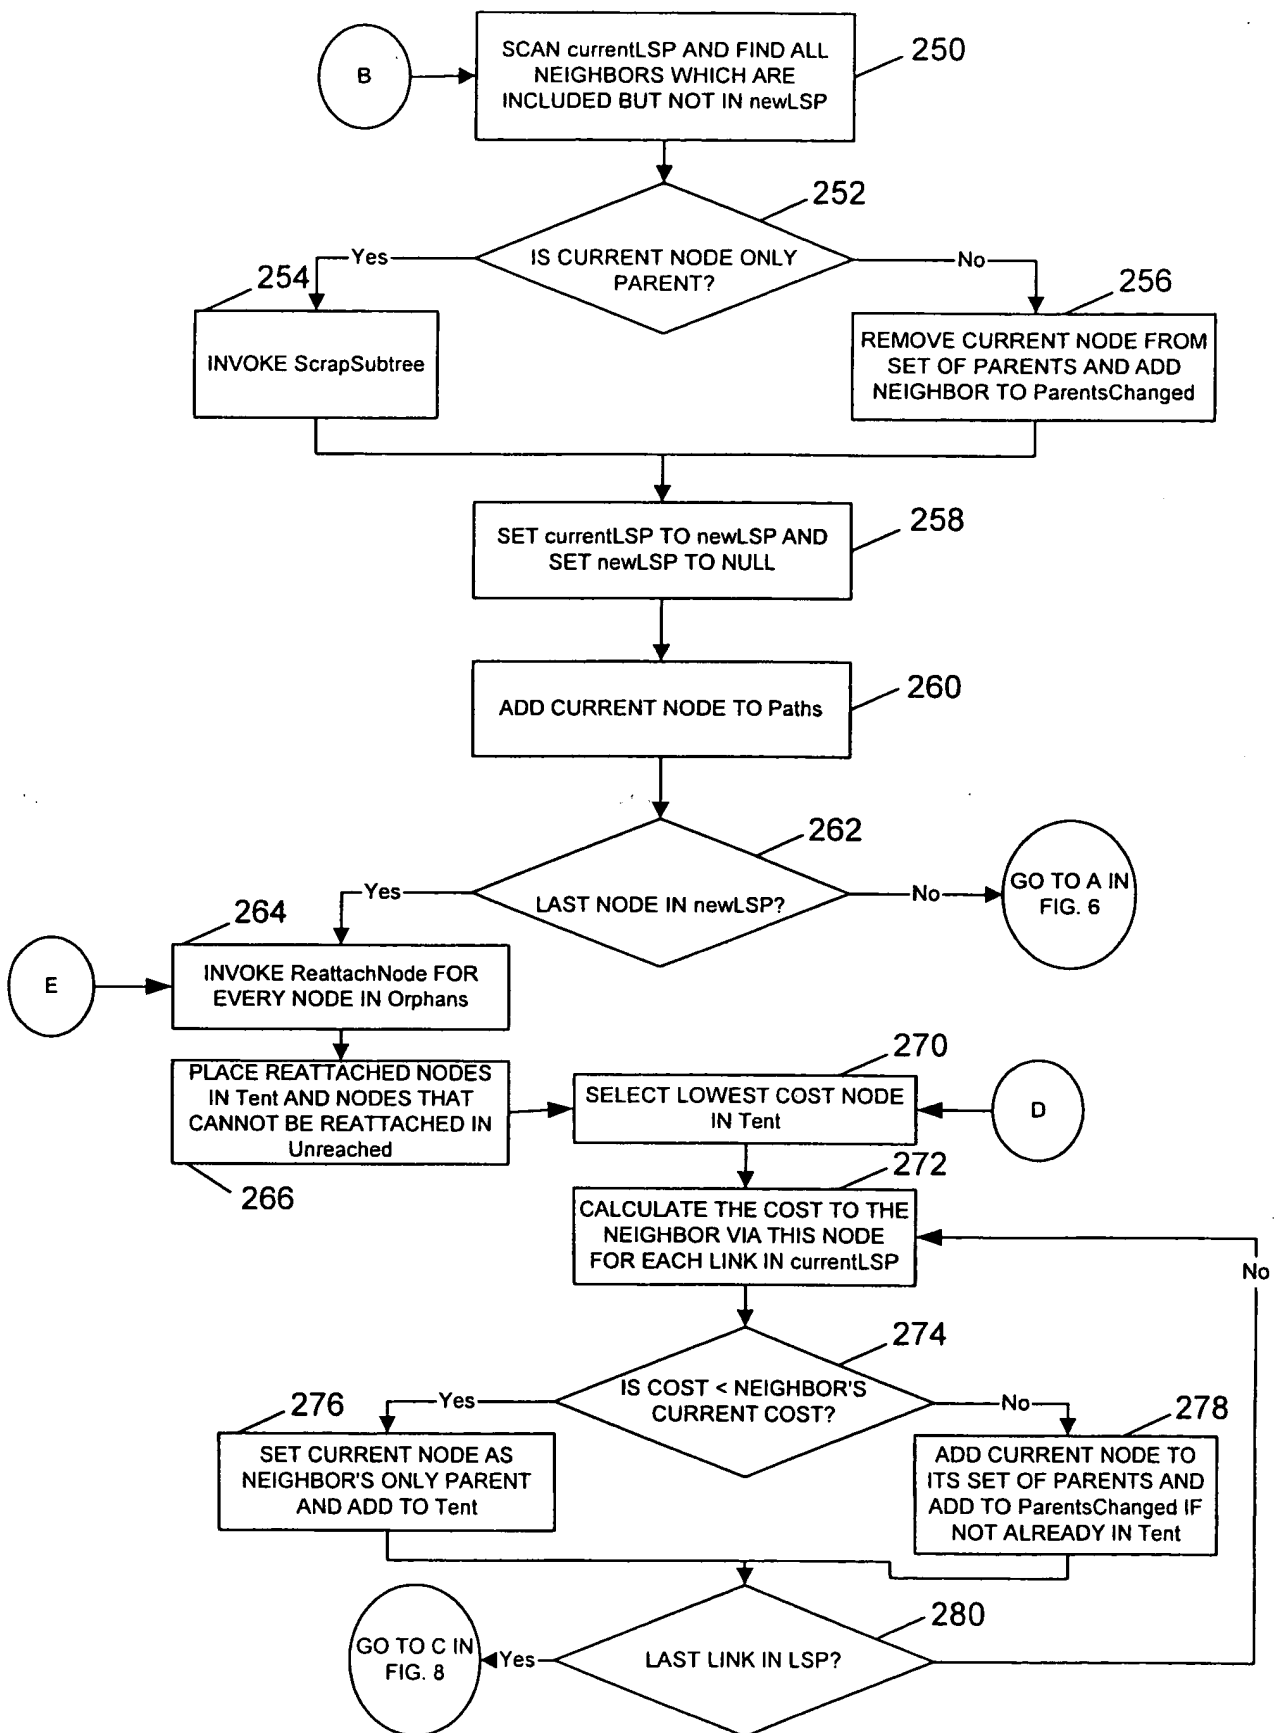 B
SCAN currentLSP AND FIND ALL
NEIGHBORS WHICH ARE
INCLUDED BUT NOT IN newLSP
250
252
IS CURRENT NODE ONLY
PARENT?
Yes
No
254
INVOKE ScrapSubtree
256
REMOVE CURRENT NODE FROM
SET OF PARENTS AND ADD
NEIGHBOR TO ParentsChanged
SET currentLSP TO newLSP AND
SET newLSP TO NULL
258
ADD CURRENT NODE TO Paths
260
262
LAST NODE IN newLSP?
Yes
No
GO TO A IN
FIG. 6
264
E
INVOKE ReattachNode FOR
EVERY NODE IN Orphans
PLACE REATTACHED NODES
IN Tent AND NODES THAT
CANNOT BE REATTACHED IN
Unreached
266
270
SELECT LOWEST COST NODE
IN Tent
D
272
CALCULATE THE COST TO THE
NEIGHBOR VIA THIS NODE
FOR EACH LINK IN currentLSP
No
274
IS COST < NEIGHBOR'S
CURRENT COST?
Yes
No
276
SET CURRENT NODE AS
NEIGHBOR'S ONLY PARENT
AND ADD TO Tent
278
ADD CURRENT NODE TO
ITS SET OF PARENTS AND
ADD TO ParentsChanged IF
NOT ALREADY IN Tent
280
LAST LINK IN LSP?
Yes
GO TO C IN
FIG. 8